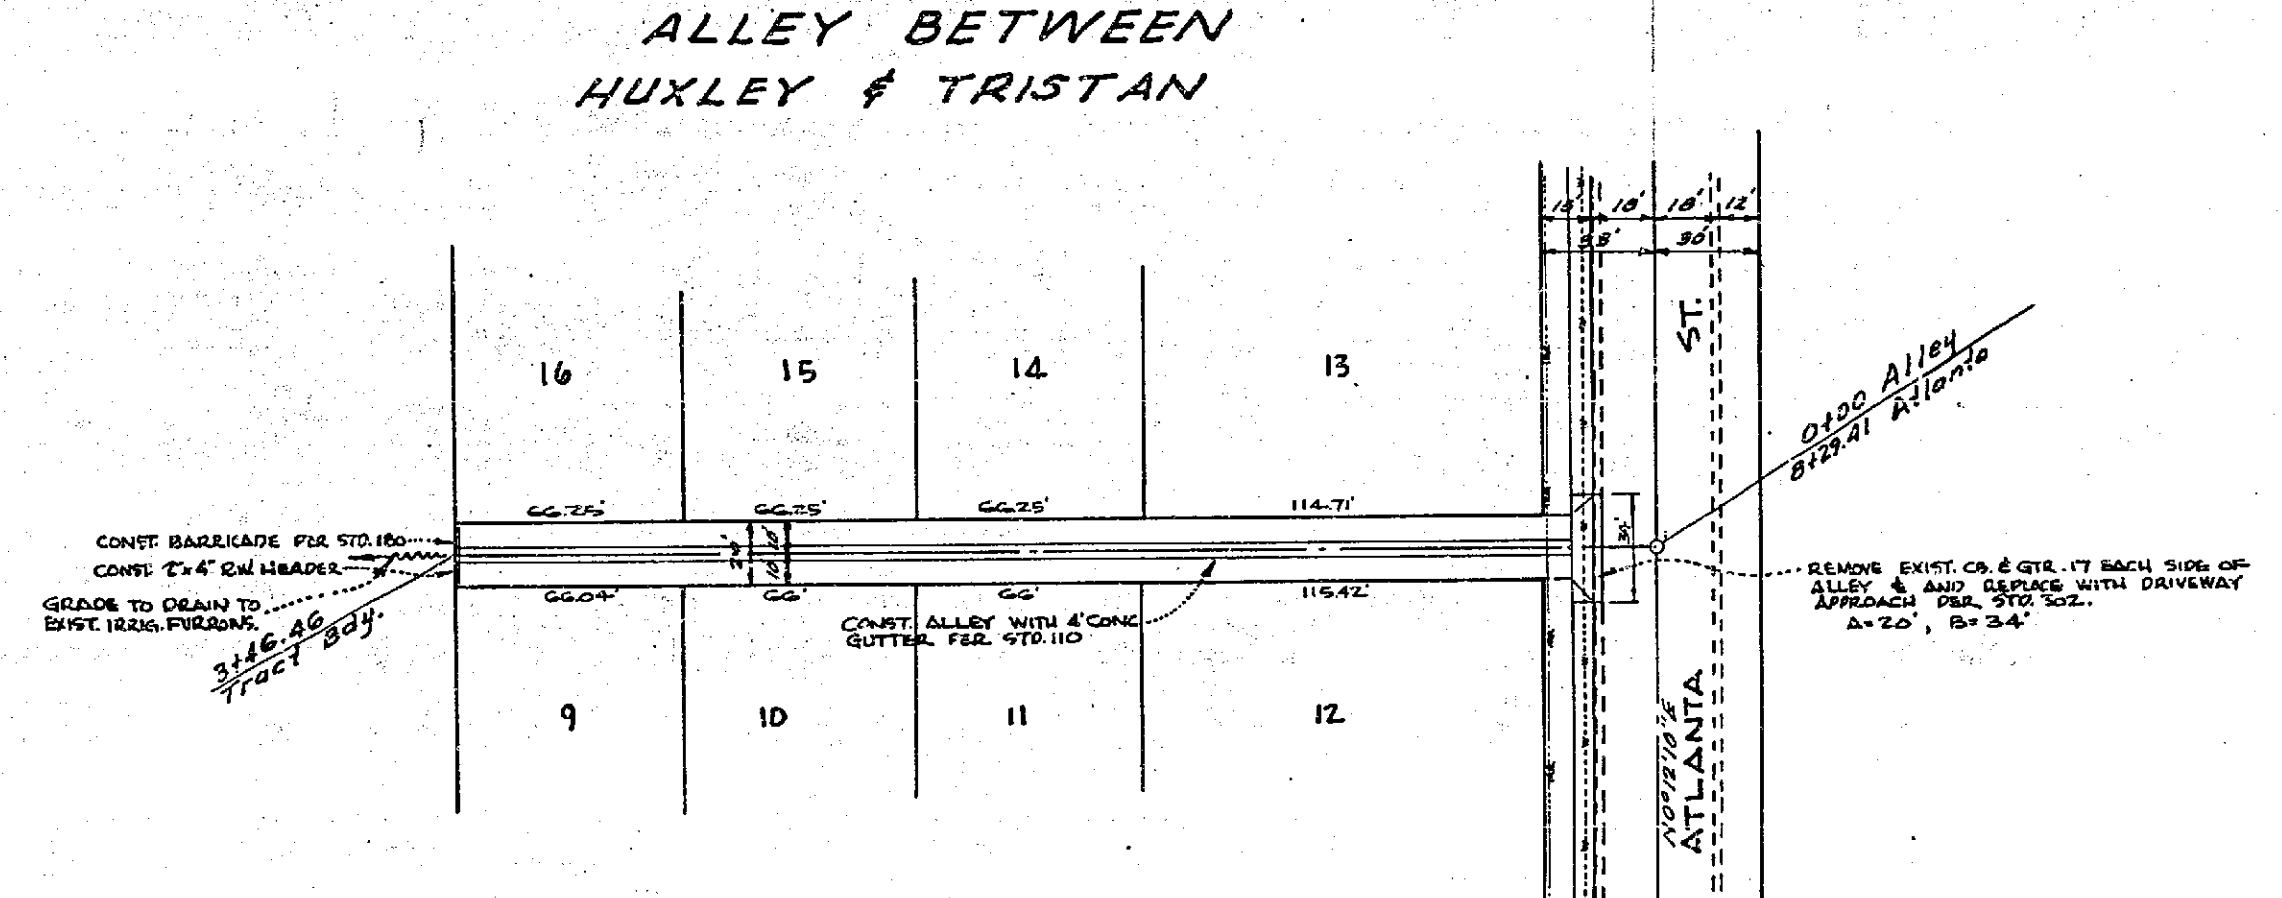 ALLEY BETWEEN
HUXLEY & TRISTAN
18' 18' 12'
30'
ST.
16 15 14 13
0+00 Alley
8+29.41 Atlanta
66.25' 66.25' 66.25' 114.71'
CONST. BARRICADE PER STD. 180
CONST. 2"x4" RW. HEADER
GRADE TO DRAIN TO
EXIST. IRRIG. FURROWS.
3+46.46
Tract Bdy.
20' 10' 10'
34'
66.04' 66' 66' 115.42'
CONST. ALLEY WITH 4' CONC
GUTTER PER STD. 110
REMOVE EXIST. CB. & GTR. 17 EACH SIDE OF
ALLEY ℄ AND REPLACE WITH DRIVEWAY
APPROACH PER STD. 302.
A=20', B=34'
9 10 11 12
N0°12'10"E
ATLANTA